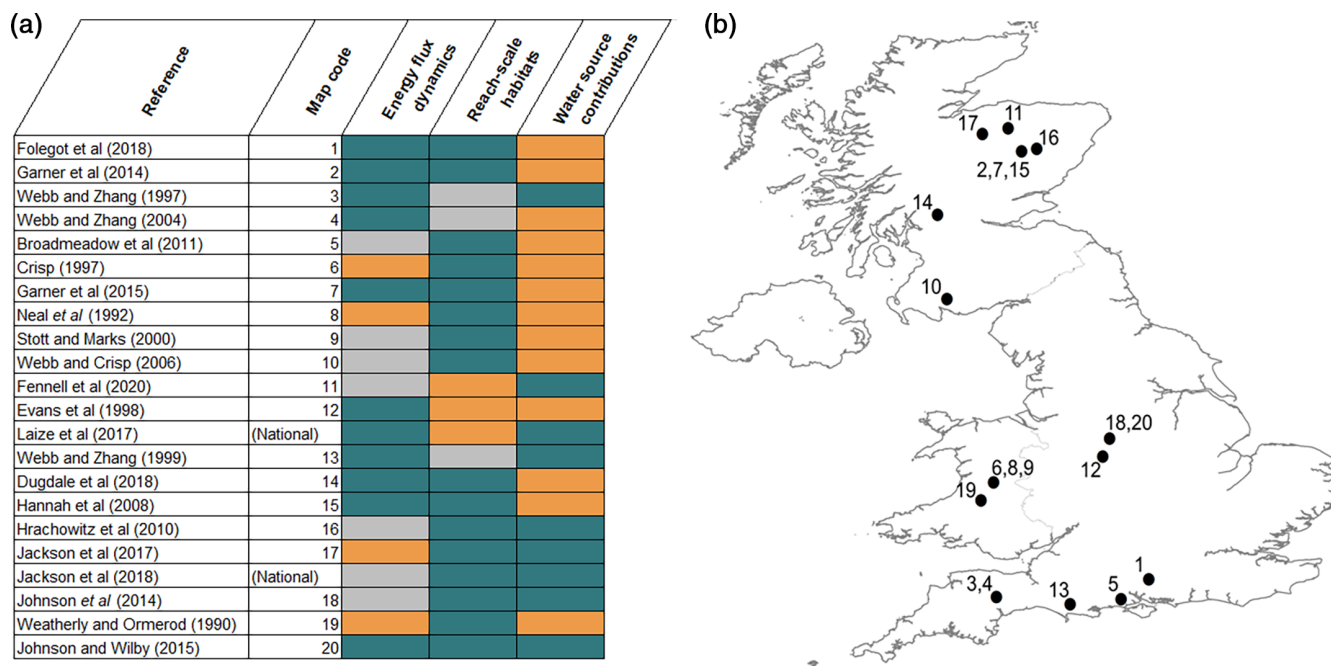 (a)
Reference Map code Energy flux dynamics Reach-scale habitats Water source contributions
Folegot et al (2018) 1
Garner et al (2014) 2
Webb and Zhang (1997) 3
Webb and Zhang (2004) 4
Broadmeadow et al (2011) 5
Crisp (1997) 6
Garner et al (2015) 7
Neal et al (1992) 8
Stott and Marks (2000) 9
Webb and Crisp (2006) 10
Fennell et al (2020) 11
Evans et al (1998) 12
Laize et al (2017) (National)
Webb and Zhang (1999) 13
Dugdale et al (2018) 14
Hannah et al (2008) 15
Hrachowitz et al (2010) 16
Jackson et al (2017) 17
Jackson et al (2018) (National)
Johnson et al (2014) 18
Weatherly and Ormerod (1990) 19
Johnson and Wilby (2015) 20
(b)
17
11
16
2,7,15
14
10
18,20
12
6,8,9
19
1
3,4
13
5